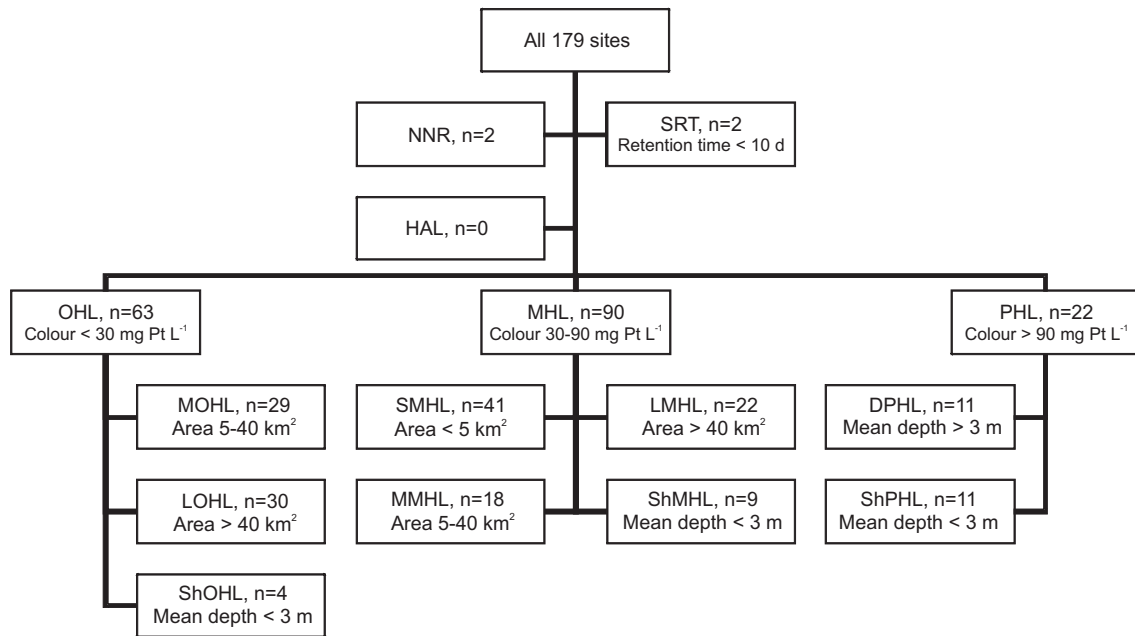 All 179 sites
NNR, n=2
SRT, n=2
Retention time < 10 d
HAL, n=0
OHL, n=63
Colour < 30 mg Pt L⁻¹
MHL, n=90
Colour 30-90 mg Pt L⁻¹
PHL, n=22
Colour > 90 mg Pt L⁻¹
MOHL, n=29
Area 5-40 km²
SMHL, n=41
Area < 5 km²
LMHL, n=22
Area > 40 km²
DPHL, n=11
Mean depth > 3 m
LOHL, n=30
Area > 40 km²
MMHL, n=18
Area 5-40 km²
ShMHL, n=9
Mean depth < 3 m
ShPHL, n=11
Mean depth < 3 m
ShOHL, n=4
Mean depth < 3 m